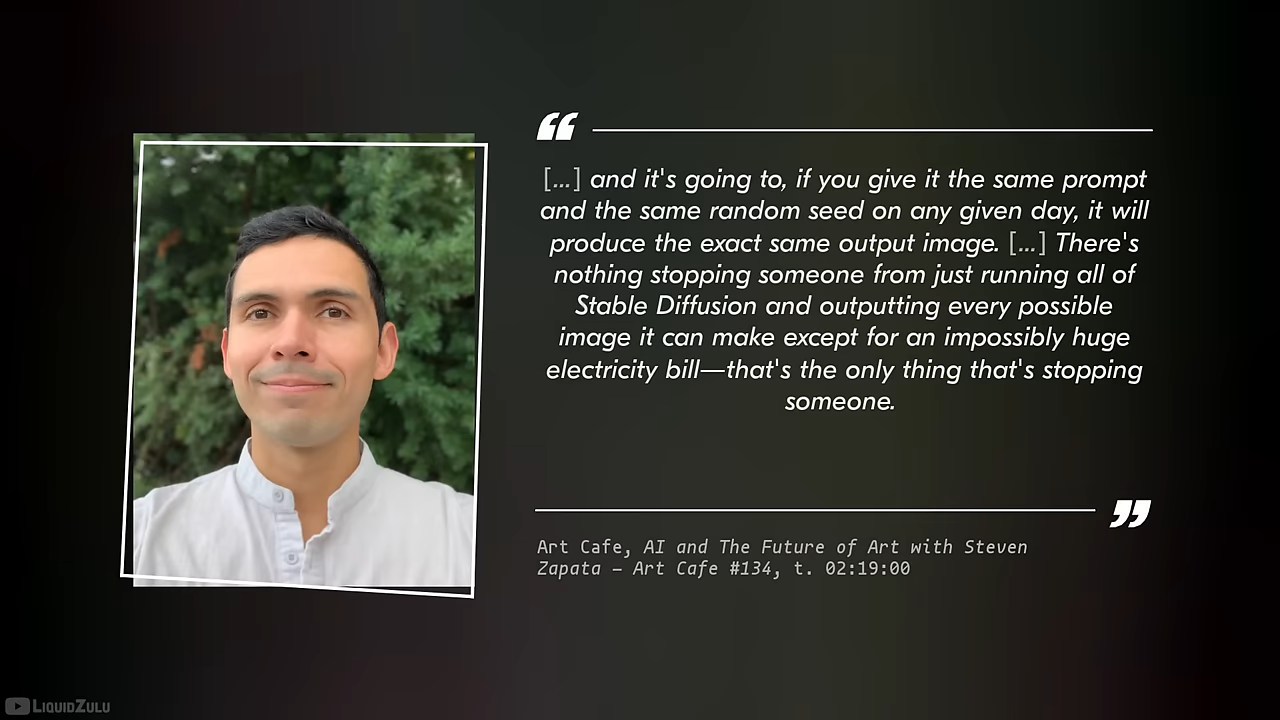 “
[...] and it's going to, if you give it the same prompt
and the same random seed on any given day, it will
produce the exact same output image. [...] There's
nothing stopping someone from just running all of
Stable Diffusion and outputting every possible
image it can make except for an impossibly huge
electricity bill—that's the only thing that's stopping
someone.
”
Art Cafe, AI and The Future of Art with Steven
Zapata – Art Cafe #134, t. 02:19:00
LiquidZulu